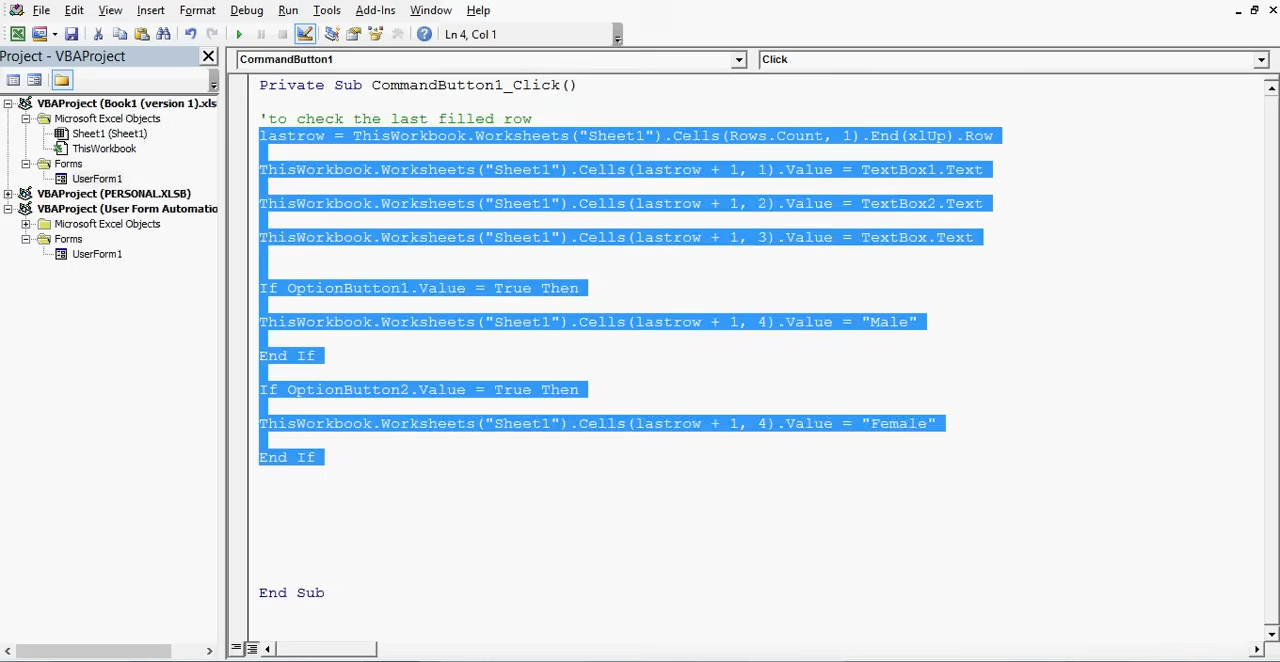 File Edit View Insert Format Debug Run Tools Add-Ins Window Help
Ln 4, Col 1
Project - VBAProject
CommandButton1
Click
VBAProject (Book1 (version 1).xls
Microsoft Excel Objects
Sheet1 (Sheet1)
ThisWorkbook
Forms
UserForm1
VBAProject (PERSONAL.XLSB)
VBAProject (User Form Automatio
Microsoft Excel Objects
Forms
UserForm1
Private Sub CommandButton1_Click()
'to check the last filled row
lastrow = ThisWorkbook.Worksheets("Sheet1").Cells(Rows.Count, 1).End(xlUp).Row
ThisWorkbook.Worksheets("Sheet1").Cells(lastrow + 1, 1).Value = TextBox1.Text
ThisWorkbook.Worksheets("Sheet1").Cells(lastrow + 1, 2).Value = TextBox2.Text
ThisWorkbook.Worksheets("Sheet1").Cells(lastrow + 1, 3).Value = TextBox.Text
If OptionButton1.Value = True Then
ThisWorkbook.Worksheets("Sheet1").Cells(lastrow + 1, 4).Value = "Male"
End If
If OptionButton2.Value = True Then
ThisWorkbook.Worksheets("Sheet1").Cells(lastrow + 1, 4).Value = "Female"
End If
End Sub